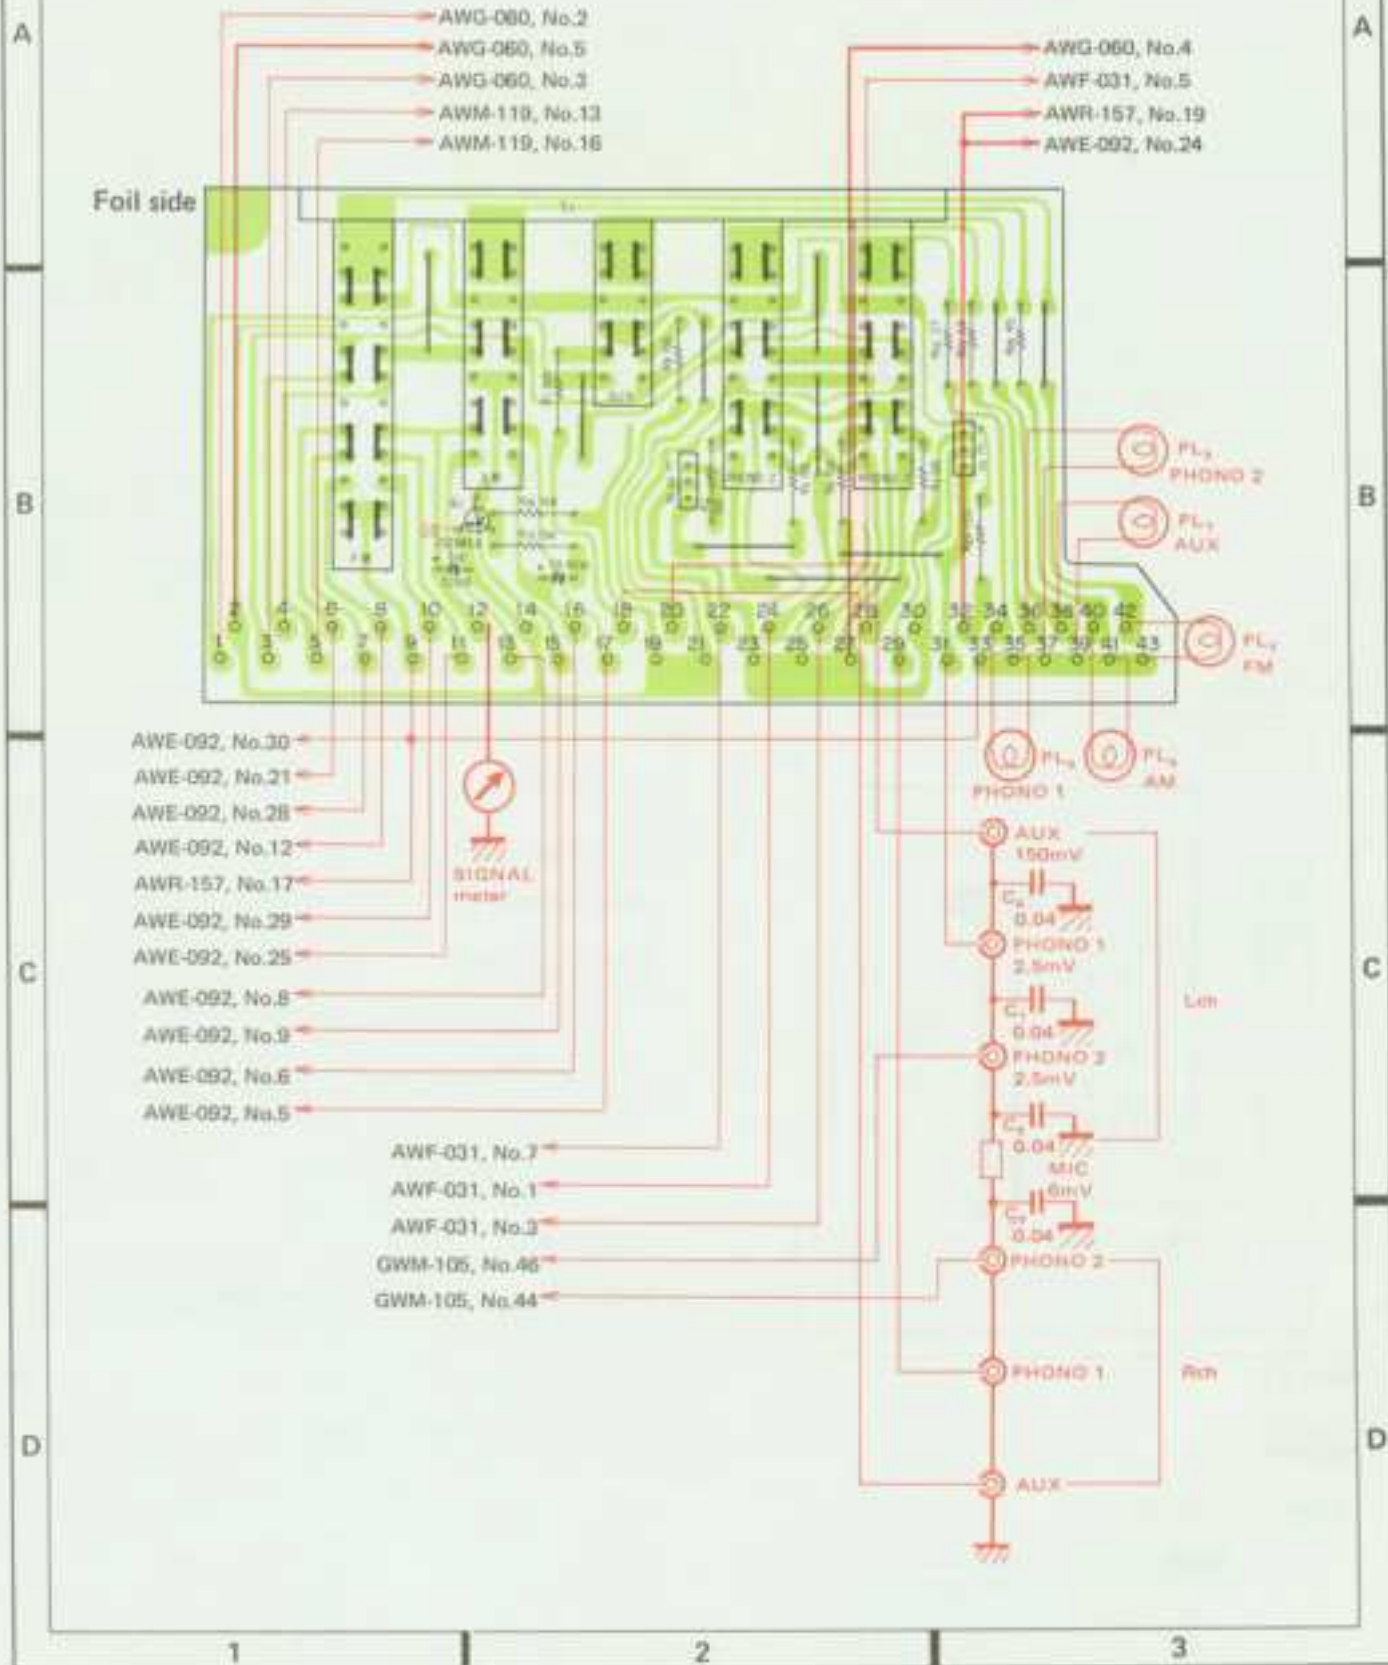 A
A
AWG-060, No.2
AWG-060, No.5
AWG-060, No.3
AWM-119, No.13
AWM-119, No.16
AWG-060, No.4
AWF-031, No.5
AWR-157, No.19
AWE-092, No.24
Foil side
B
B
PHONO 2
AUX
FM
2 4 6 8 10 12 14 16 18 20 22 24 26 28 30 32 34 36 38 40 42
1 3 5 7 9 11 13 15 17 19 21 23 25 27 29 31 33 35 37 39 41 43
AWE-092, No.30
AWE-092, No.21
AWE-092, No.28
AWE-092, No.12
AWR-157, No.17
AWE-092, No.29
AWE-092, No.25
AWE-092, No.8
AWE-092, No.9
AWE-092, No.6
AWE-092, No.5
SIGNAL
meter
PHONO 1
AM
AUX
150mV
0.04
PHONO 1
2.5mV
0.04
PHONO 2
2.5mV
0.04
MIC
6mV
0.04
PHONO 2
PHONO 1
AUX
Lch
Rch
C
C
AWF-031, No.7
AWF-031, No.1
AWF-031, No.3
GWM-105, No.46
GWM-105, No.44
D
D
1
2
3